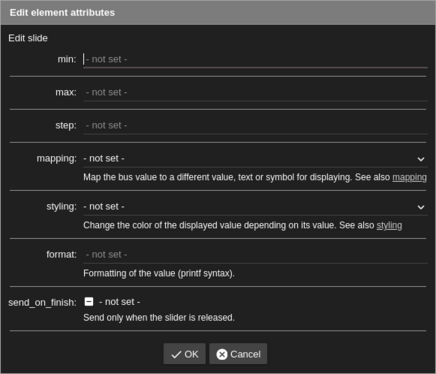 Edit element attributes
Edit slide
min: - not set -
max: - not set -
step: - not set -
mapping: - not set -
Map the bus value to a different value, text or symbol for displaying. See also mapping
styling: - not set -
Change the color of the displayed value depending on its value. See also styling
format: - not set -
Formatting of the value (printf syntax).
send_on_finish: - not set -
Send only when the slider is released.
OK Cancel